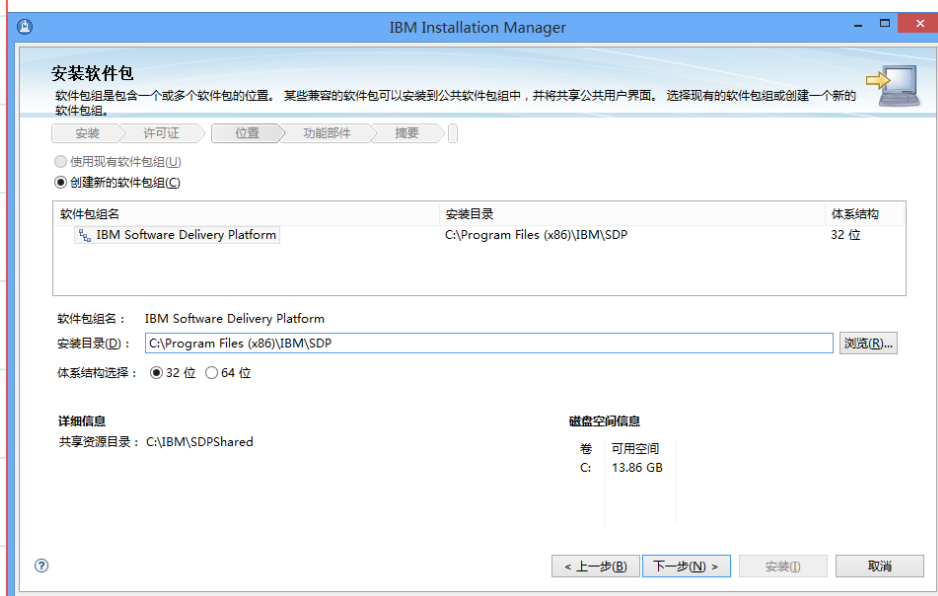 IBM Installation Manager
安装软件包
软件包组是包含一个或多个软件包的位置。 某些兼容的软件包可以安装到公共软件包组中，并将共享公共用户界面。 选择现有的软件包组或创建一个新的
软件包组。
安装 许可证 位置 功能部件 摘要
使用现有软件包组(U)
创建新的软件包组(C)
软件包组名 安装目录 体系结构
IBM Software Delivery Platform C:\Program Files (x86)\IBM\SDP 32 位
软件包组名： IBM Software Delivery Platform
安装目录(D)： C:\Program Files (x86)\IBM\SDP 浏览(R)...
体系结构选择： 32 位 64 位
详细信息 磁盘空间信息
共享资源目录： C:\IBM\SDPShared 卷 可用空间
C: 13.86 GB
? < 上一步(B) 下一步(N) > 安装(I) 取消